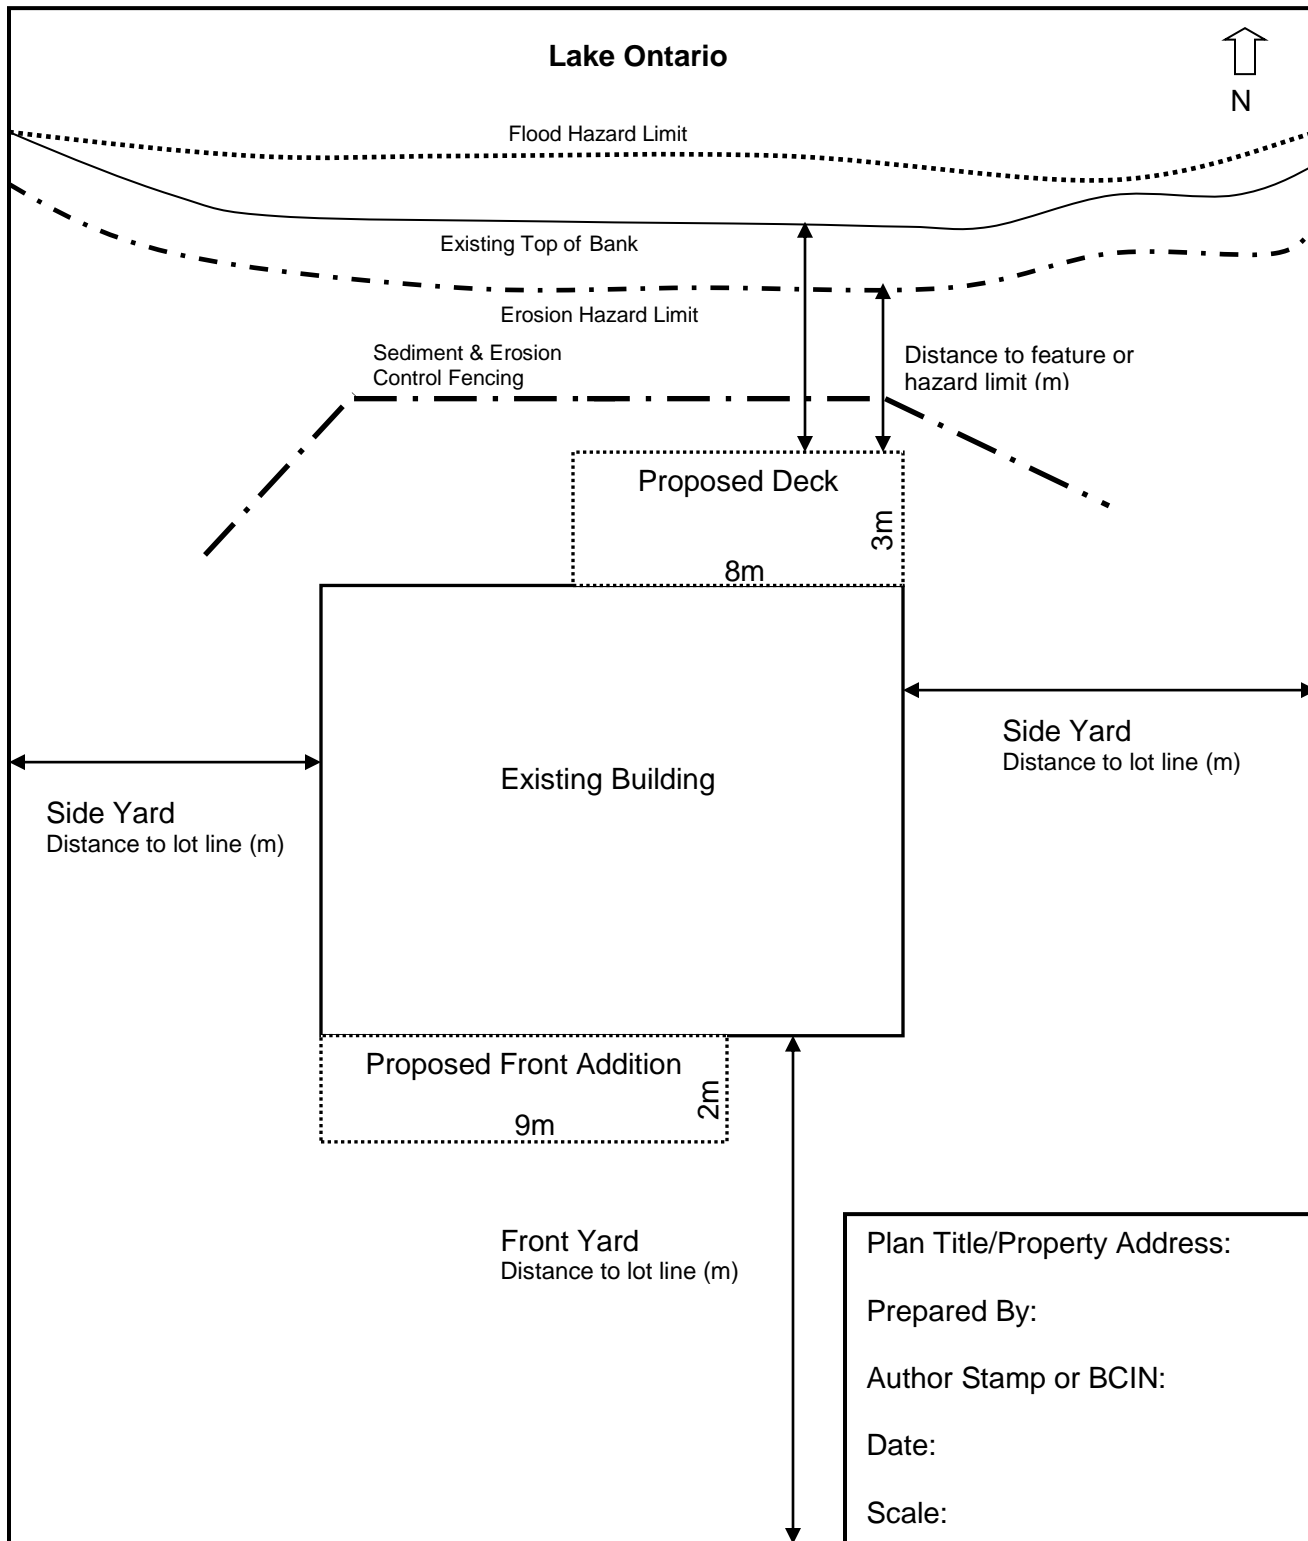 Lake Ontario
N
Flood Hazard Limit
Existing Top of Bank
Erosion Hazard Limit
Sediment & Erosion
Control Fencing
Distance to feature or
hazard limit (m)
Proposed Deck
3m
8m
Side Yard
Distance to lot line (m)
Existing Building
Side Yard
Distance to lot line (m)
Proposed Front Addition
2m
9m
Front Yard
Distance to lot line (m)
Plan Title/Property Address:
Prepared By:
Author Stamp or BCIN:
Date:
Scale: